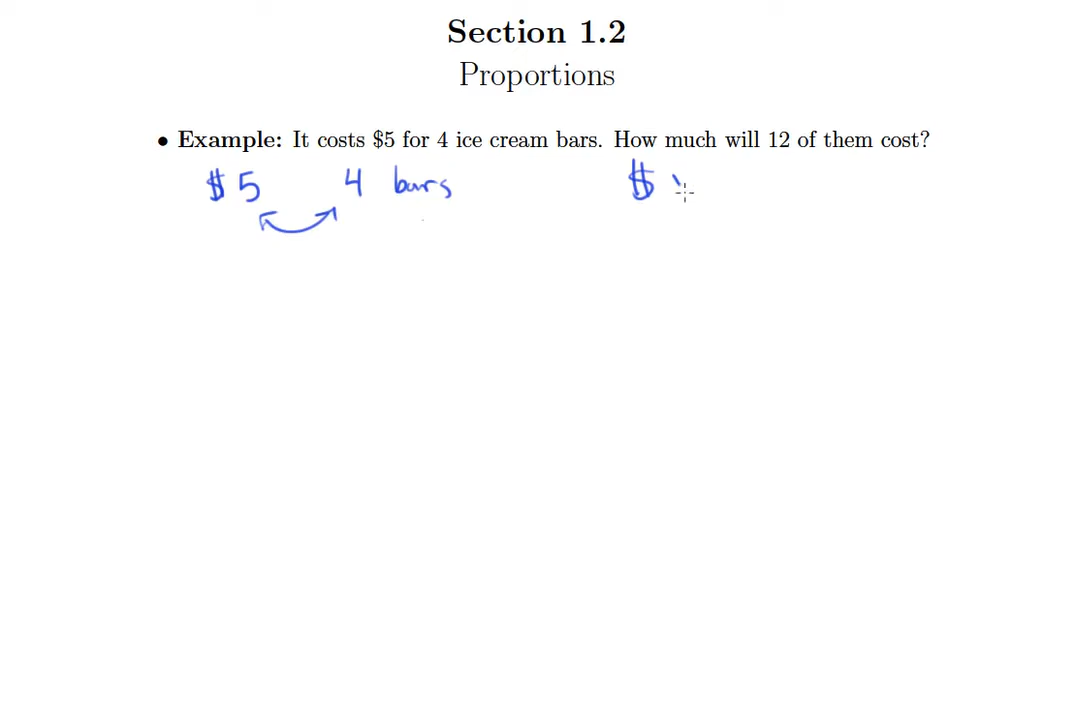 Section 1.2
Proportions
• Example: It costs $5 for 4 ice cream bars. How much will 12 of them cost?
$5 4 bars $